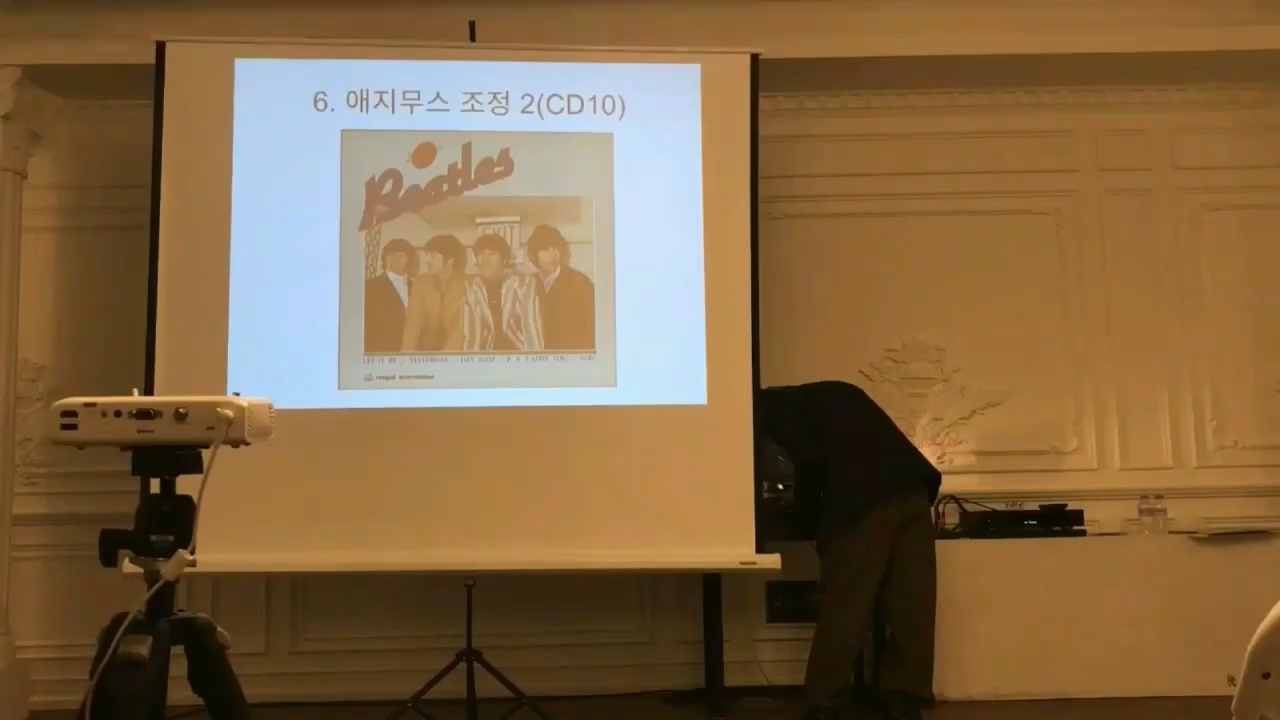 6. 애지무스 조정 2(CD10)
Beatles
EXIT
LET IT BE / YESTERDAY HEY JUDE P. S. I LOVE YOU GIRL